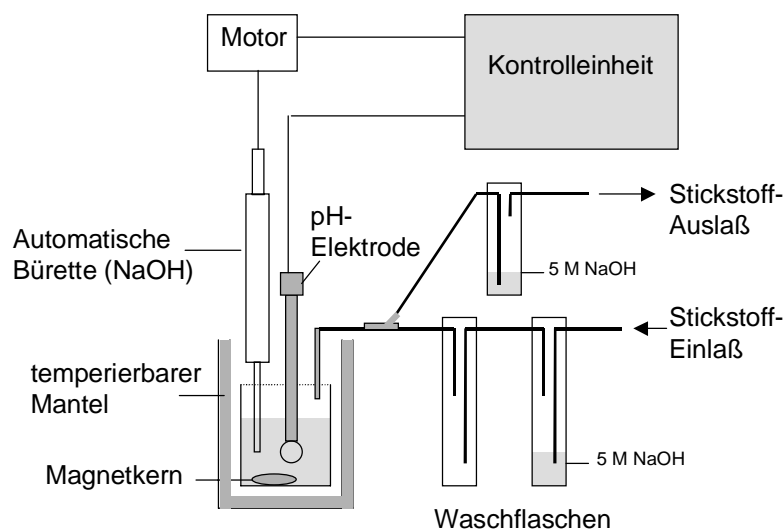 Motor
Kontrolleinheit
pH-
Elektrode
Stickstoff-
Auslaß
Automatische
Bürette (NaOH)
5 M NaOH
Stickstoff-
Einlaß
temperierbarer
Mantel
Magnetkern
5 M NaOH
Waschflaschen